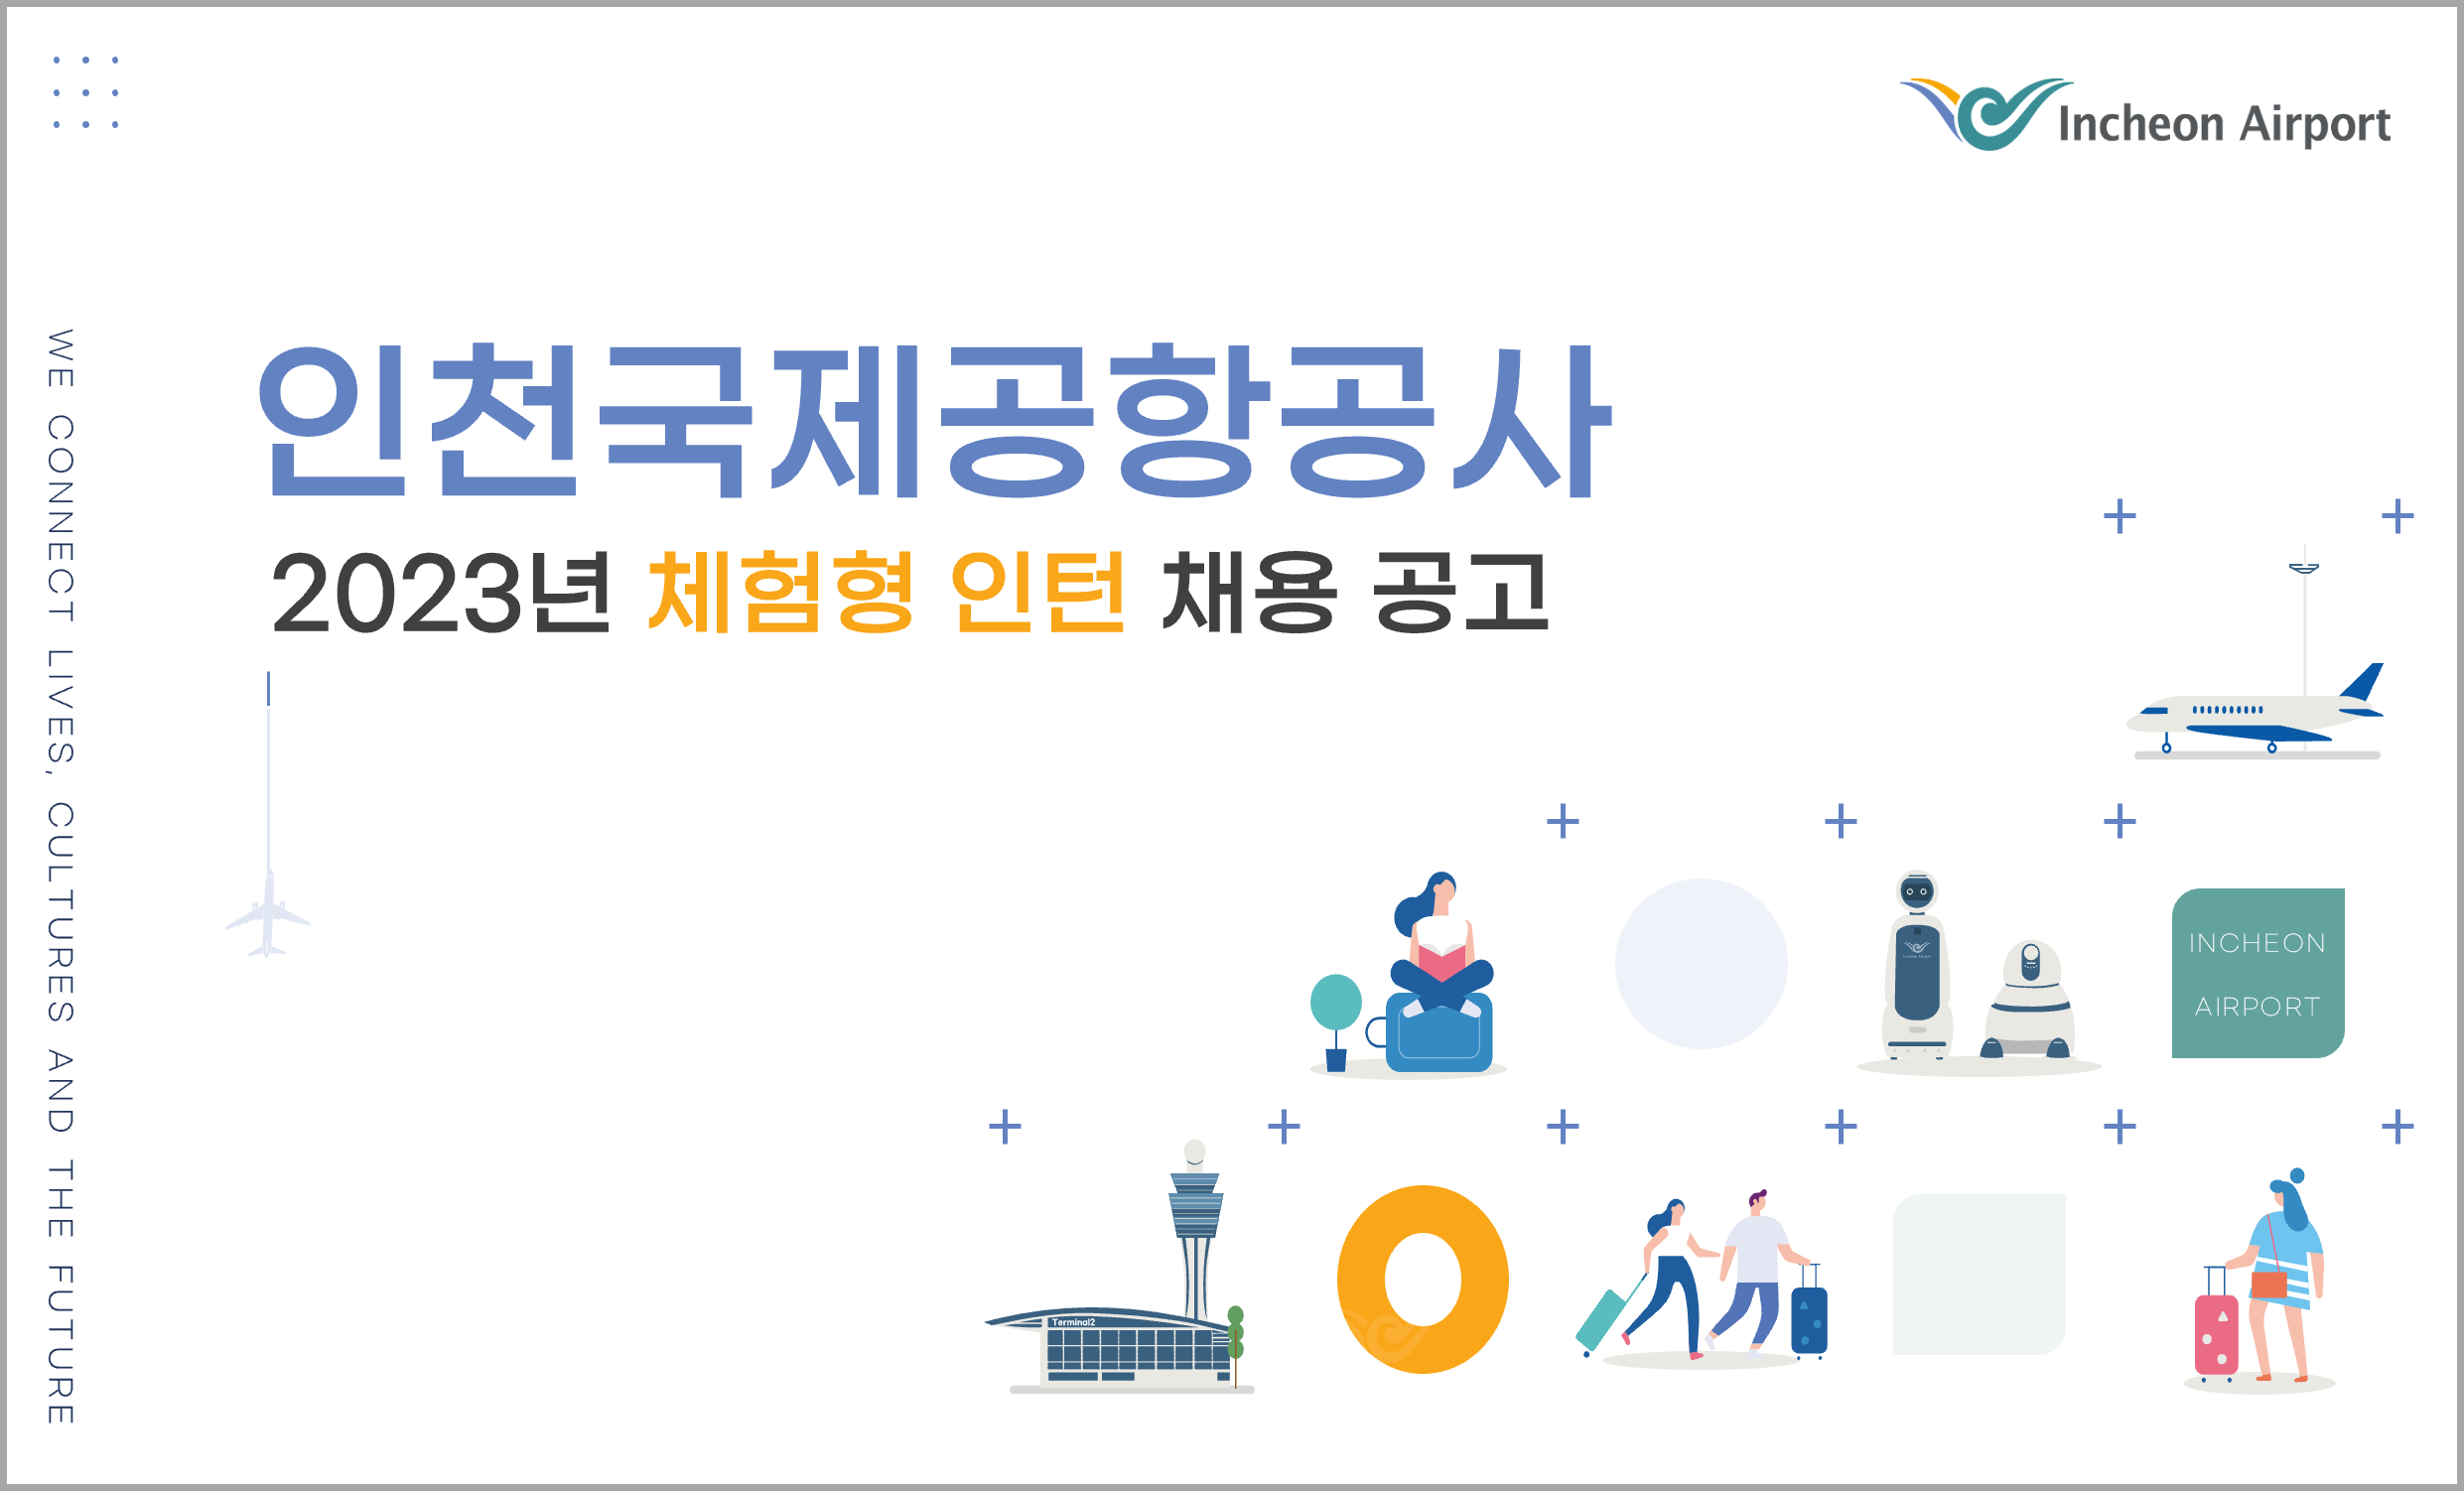 Incheon Airport
WE CONNECT LIVES, CULTURES AND THE FUTURE
인천국제공항공사
2023년 체험형 인턴 채용 공고
INCHEON
AIRPORT
Terminal2